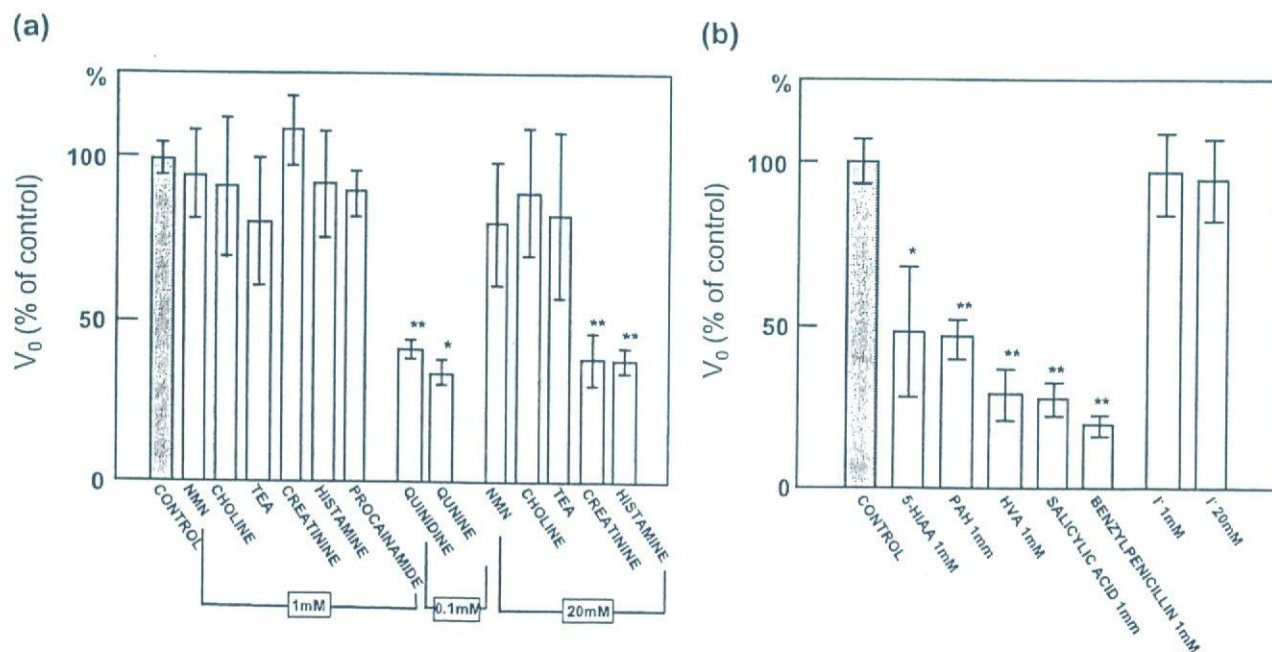 (a)
%
100
50
0
V₀ (% of control)
** * ** **
CONTROL
NMN
CHOLINE
TEA
CREATININE
HISTAMINE
PROCAINAMIDE
QUINIDINE
QUNINE
NMN
CHOLINE
TEA
CREATININE
HISTAMINE
1mM
0.1mM
20mM
(b)
%
100
50
0
V₀ (% of control)
* ** ** ** **
CONTROL
5-HIAA 1mM
PAH 1mm
HVA 1mM
SALICYLIC ACID 1mm
BENZYLPENICILLIN 1mM
I⁻ 1mM
I⁻ 20mM